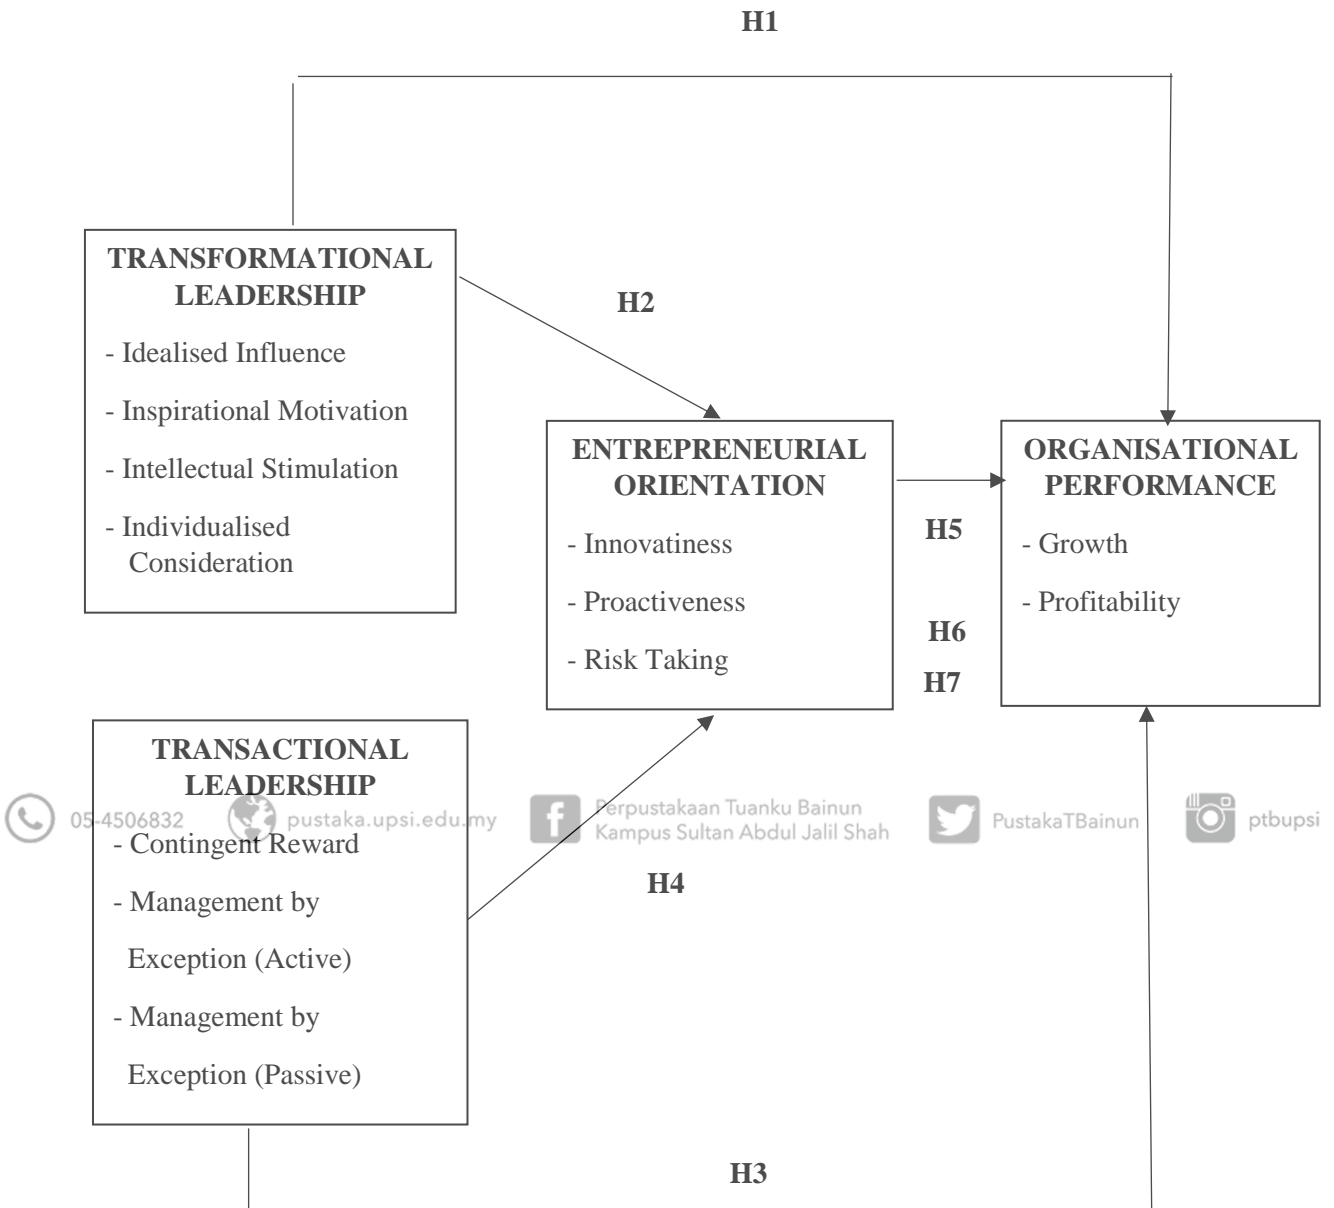 H1
TRANSFORMATIONAL
LEADERSHIP
- Idealised Influence
- Inspirational Motivation
- Intellectual Stimulation
- Individualised
Consideration
H2
ENTREPRENEURIAL
ORIENTATION
- Innovatiness
- Proactiveness
- Risk Taking
H5
H6
H7
ORGANISATIONAL
PERFORMANCE
- Growth
- Profitability
TRANSACTIONAL
LEADERSHIP
- Contingent Reward
- Management by
Exception (Active)
- Management by
Exception (Passive)
05-4506832
pustaka.upsi.edu.my
Perpustakaan Tuanku Bainun
Kampus Sultan Abdul Jalil Shah
PustakaTBainun
ptbupsi
H4
H3